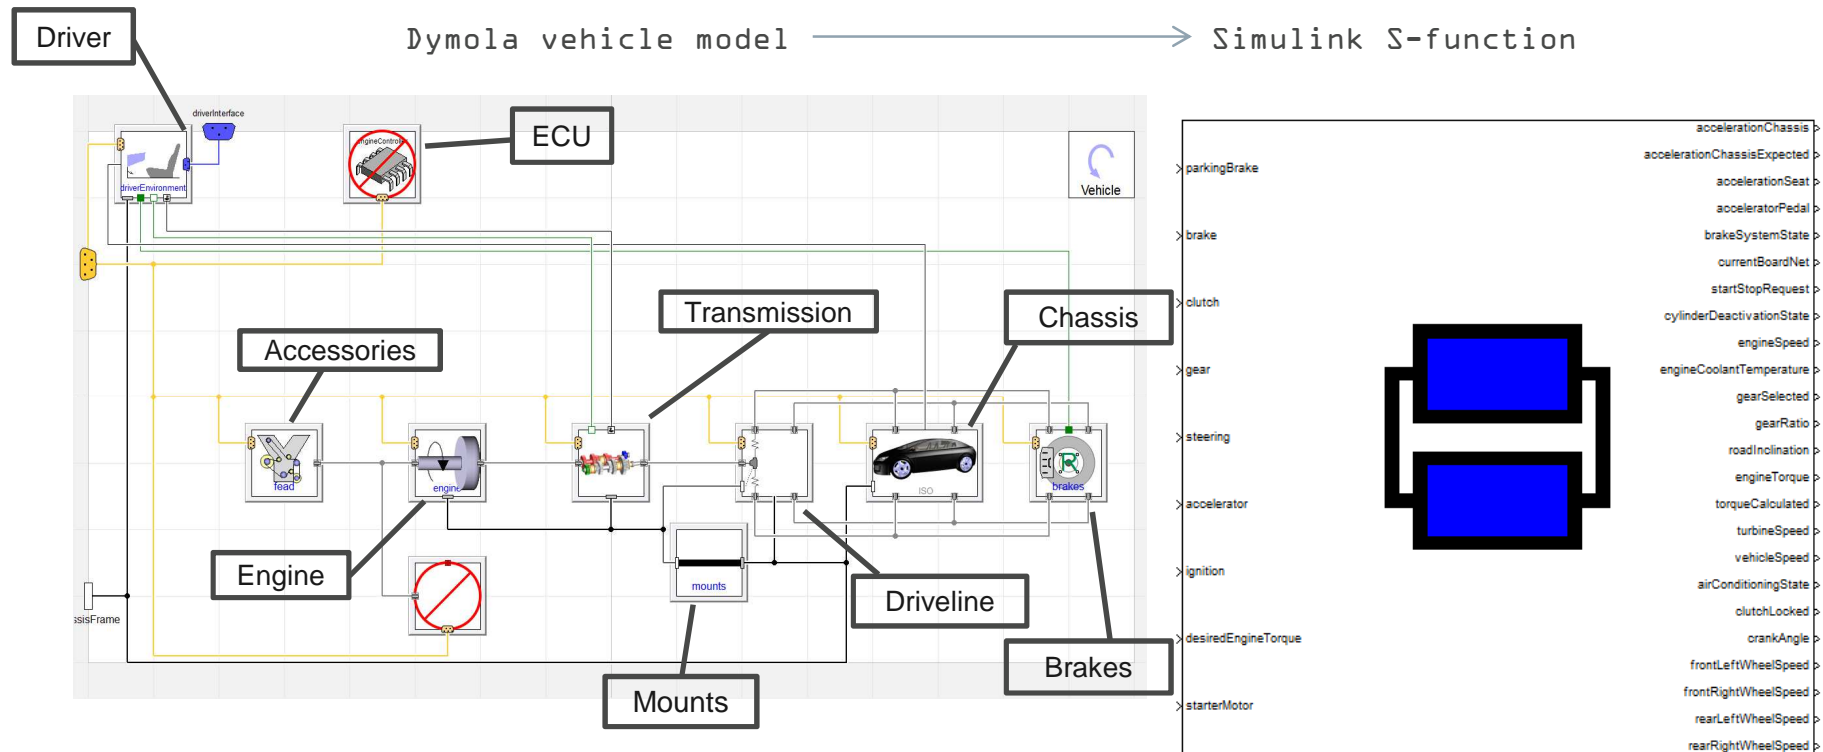 Driver
Dymola vehicle model
Simulink S-function
driverInterface
ECU
engineController
driverEnvironment
Vehicle
Transmission
Chassis
Accessories
fead
engine
ISO
brakes
Engine
mounts
Driveline
ssisFrame
Brakes
Mounts
parkingBrake
brake
clutch
gear
steering
accelerator
ignition
desiredEngineTorque
starterMotor
accelerationChassis
accelerationChassisExpected
accelerationSeat
acceleratorPedal
brakeSystemState
currentBoardNet
startStopRequest
cylinderDeactivationState
engineSpeed
engineCoolantTemperature
gearSelected
gearRatio
roadInclination
engineTorque
torqueCalculated
turbineSpeed
vehicleSpeed
airConditioningState
clutchLocked
crankAngle
frontLeftWheelSpeed
frontRightWheelSpeed
rearLeftWheelSpeed
rearRightWheelSpeed